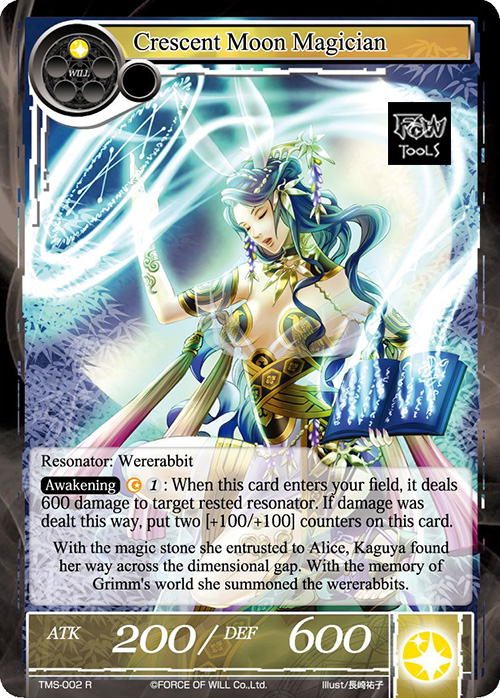 Crescent Moon Magician
WILL
FOW
TOOLS
Resonator: Wererabbit
Awakening 1 : When this card enters your field, it deals
600 damage to target rested resonator. If damage was
dealt this way, put two [+100/+100] counters on this card.
With the magic stone she entrusted to Alice, Kaguya found
her way across the dimensional gap. With the memory of
Grimm's world she summoned the wererabbits.
ATK 200/ DEF 600
TMS-002 R ©FORCE OF WILL Co.,Ltd. Illust/長崎祐子